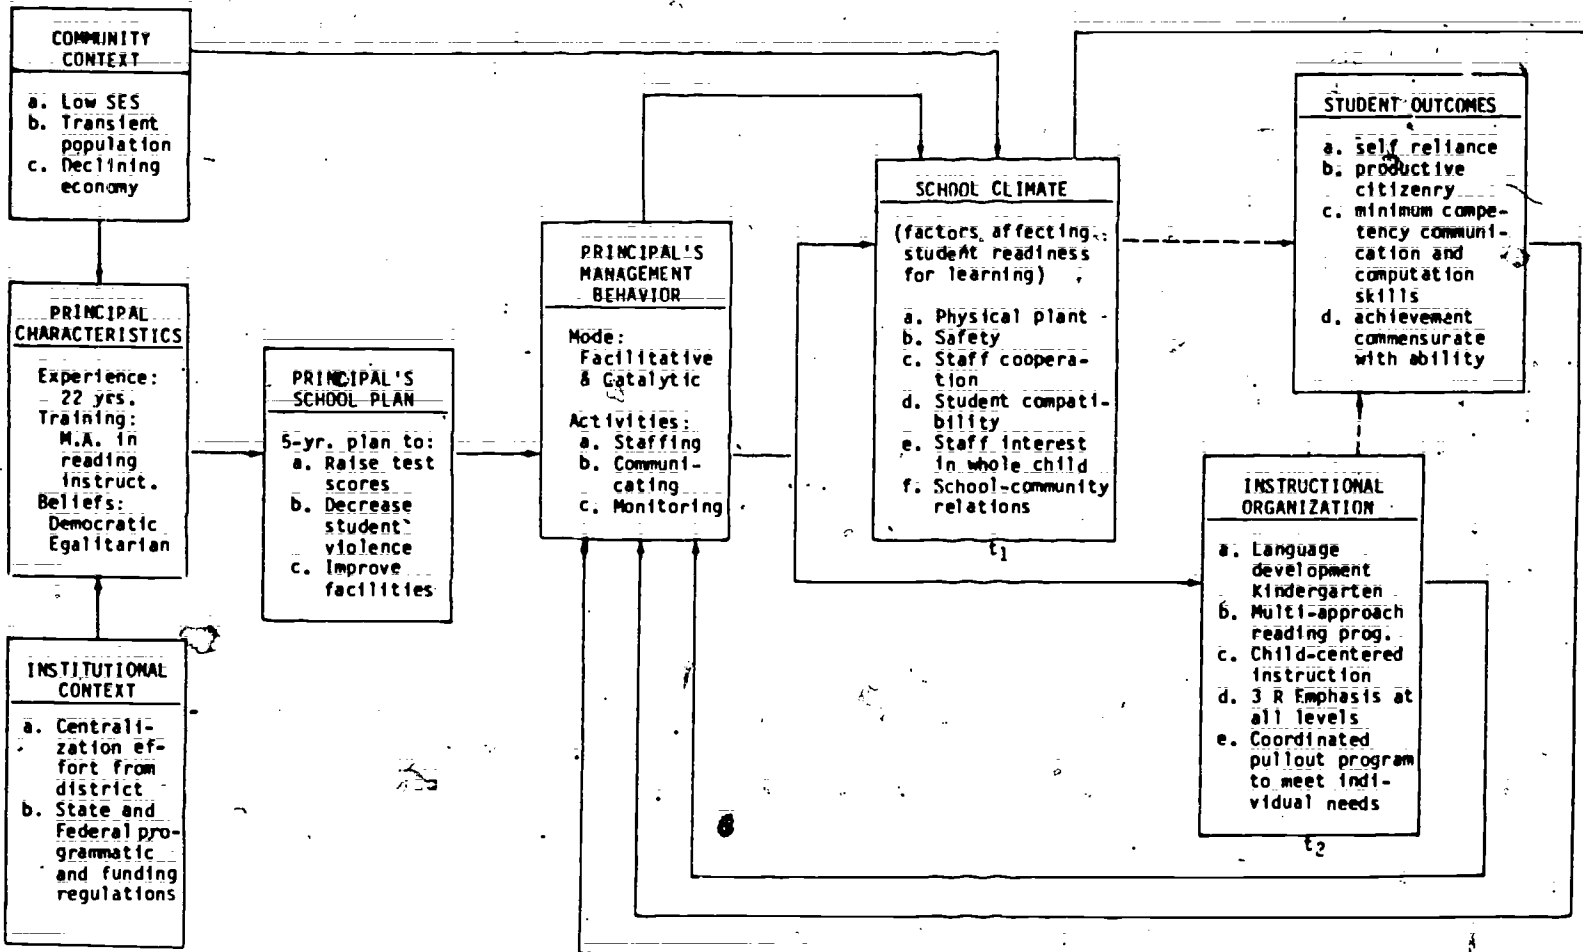 COMMUNITY
CONTEXT
a. Low SES
b. Transient
population
c. Declining
economy
PRINCIPAL
CHARACTERISTICS
Experience:
22 yrs.
Training:
M.A. in
reading
instruct.
Beliefs:
Democratic
Egalitarian
INSTITUTIONAL
CONTEXT
a. Centrali-
zation ef-
fort from
district
b. State and
Federal pro-
grammatic
and funding
regulations
PRINCIPAL'S
SCHOOL PLAN
5-yr. plan to:
a. Raise test
scores
b. Decrease
student
violence
c. Improve
facilities
PRINCIPAL'S
MANAGEMENT
BEHAVIOR
Mode:
Facilitative
& Catalytic
Activities:
a. Staffing
b. Communi-
cating
c. Monitoring
SCHOOL CLIMATE
(factors affecting
student readiness
for learning)
a. Physical plant
b. Safety
c. Staff coopera-
tion
d. Student compati-
bility
e. Staff interest
in whole child
f. School-community
relations
t1
STUDENT OUTCOMES
a. self reliance
b. productive
citizenry
c. minimum compe-
tency communi-
cation and
computation
skills
d. achievement
commensurate
with ability
INSTRUCTIONAL
ORGANIZATION
a. Language
development
Kindergarten
b. Multi-approach
reading prog.
c. Child-centered
instruction
d. 3 R Emphasis at
all levels
e. Coordinated
pullout program
to meet indi-
vidual needs
t2